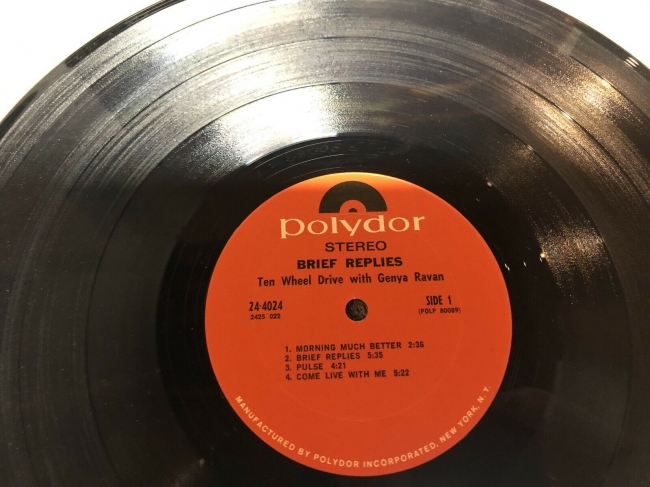 polydor
STEREO
BRIEF REPLIES
Ten Wheel Drive with Genya Ravan
24-4024 SIDE 1
2425 022 (POLP 80089)
1. MORNING MUCH BETTER 2:36
2. BRIEF REPLIES 5:35
3. PULSE 4:21
4. COME LIVE WITH ME 5:22
MANUFACTURED BY POLYDOR INCORPORATED, NEW YORK, N.Y.